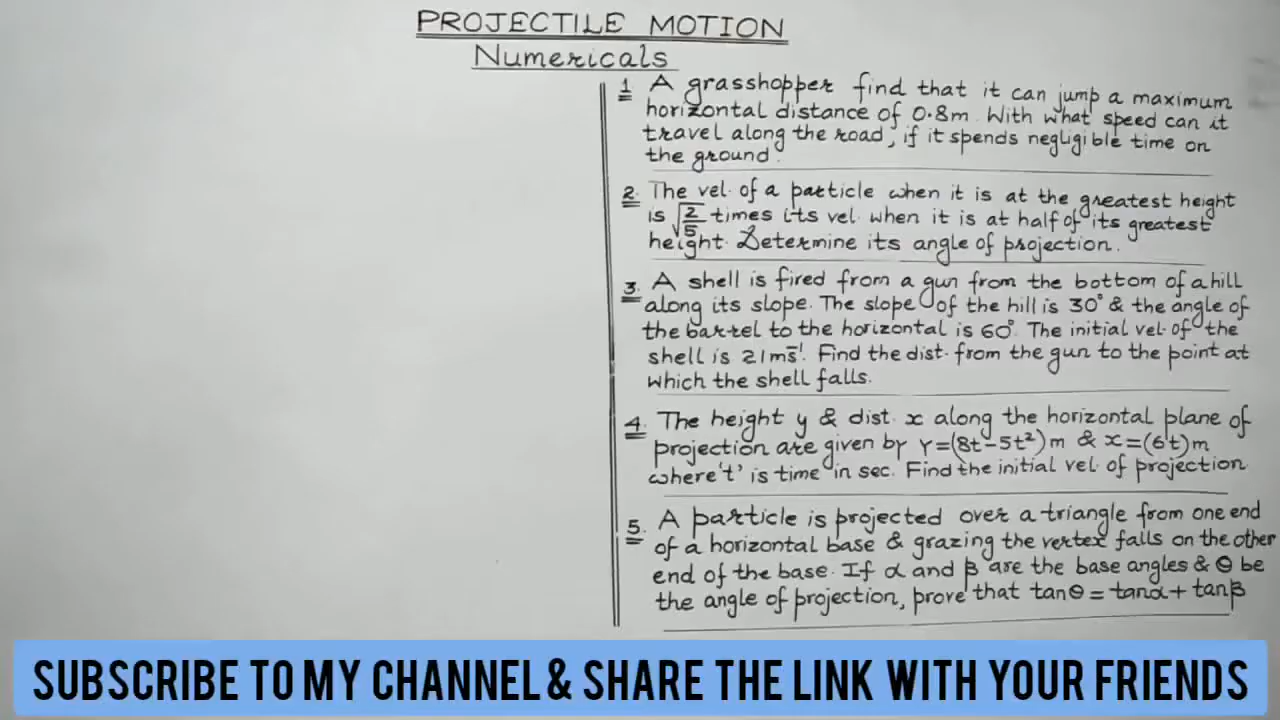 PROJECTILE MOTION
Numericals
1. A grasshopper find that it can jump a maximum
horizontal distance of 0.8m. With what speed can it
travel along the road, if it spends negligible time on
the ground.
2. The vel. of a particle when it is at the greatest height
is √2/5 times its vel. when it is at half of its greatest
height. Determine its angle of projection.
3. A shell is fired from a gun from the bottom of a hill
along its slope. The slope of the hill is 30° & the angle of
the barrel to the horizontal is 60°. The initial vel. of the
shell is 21ms⁻¹. Find the dist. from the gun to the point at
which the shell falls.
4. The height y & dist. x along the horizontal plane of
projection are given by Y=(8t-5t²)m & x=(6t)m
where 't' is time in sec. Find the initial vel. of projection
5. A particle is projected over a triangle from one end
of a horizontal base & grazing the vertex falls on the other
end of the base. If α and β are the base angles & θ be
the angle of projection, prove that tanθ = tanα + tanβ
SUBSCRIBE TO MY CHANNEL & SHARE THE LINK WITH YOUR FRIENDS